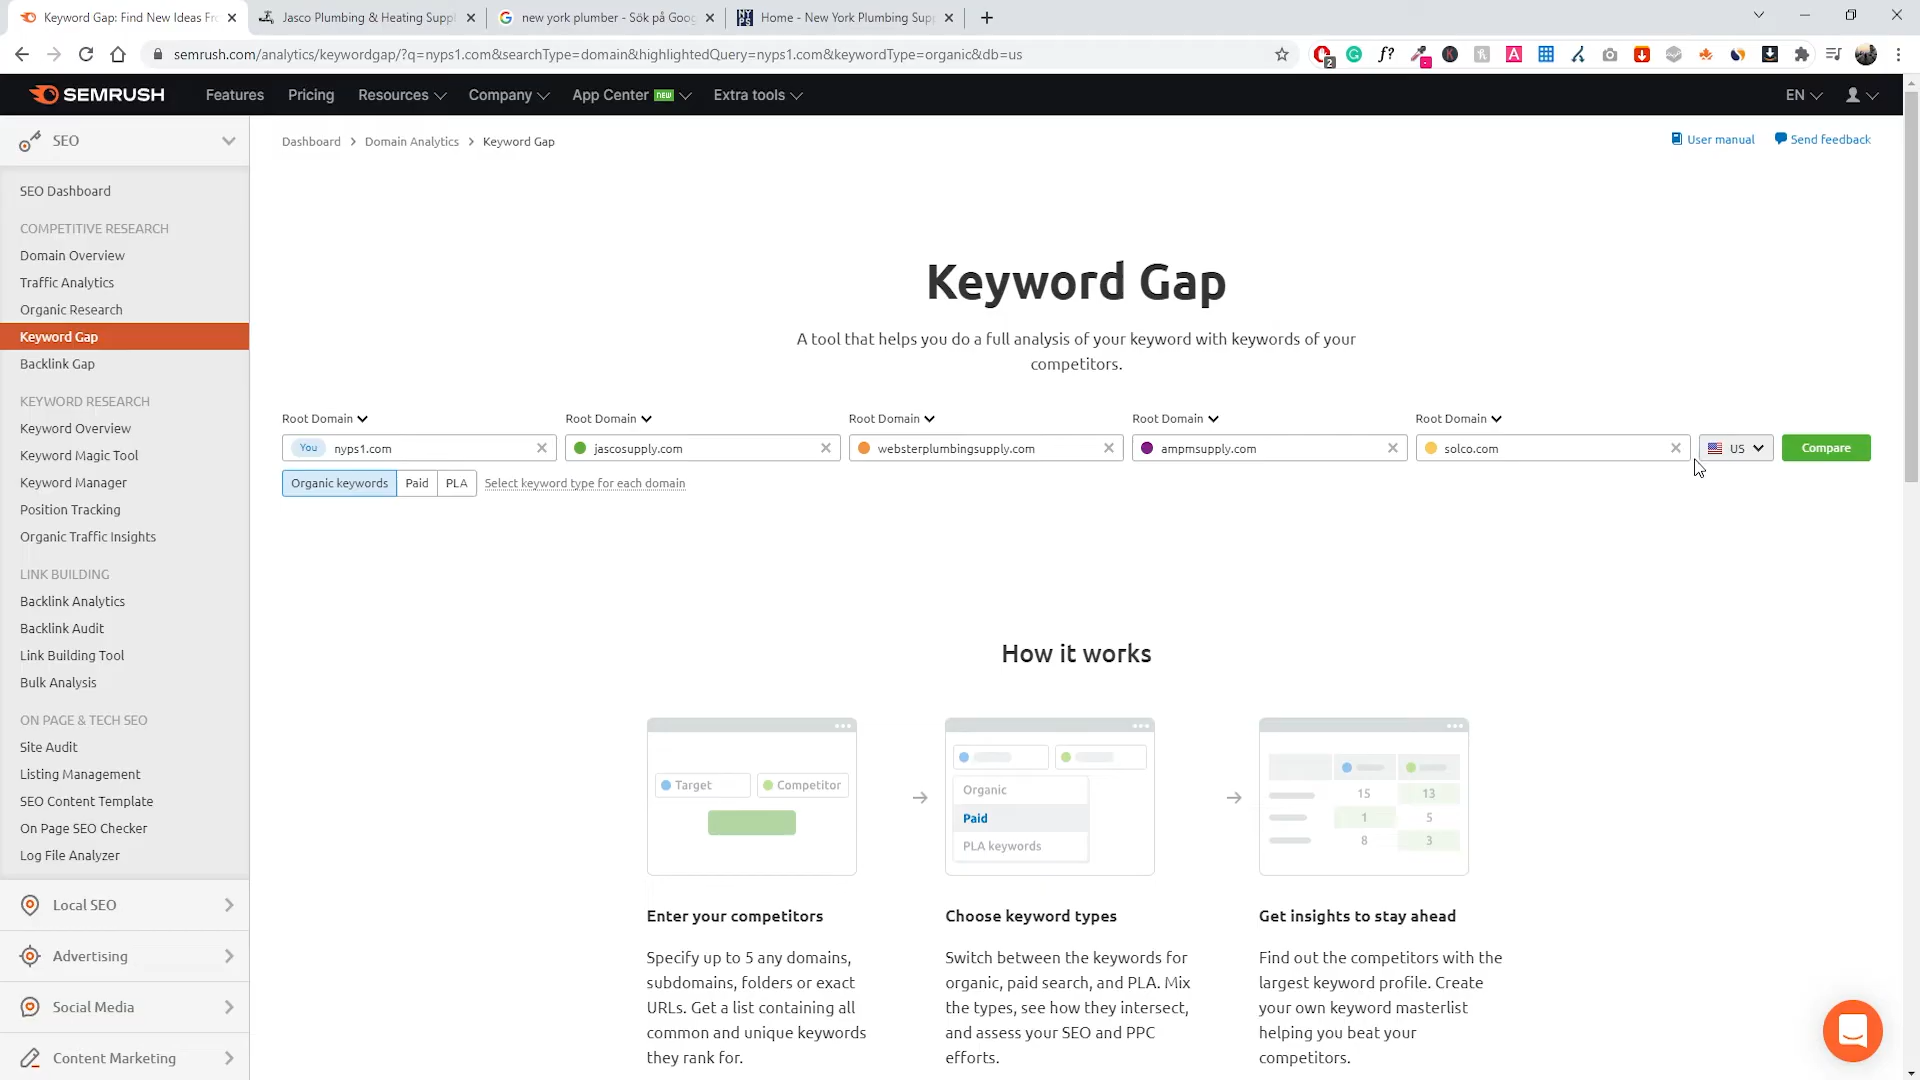 Keyword Gap: Find New Ideas Fr
Jasco Plumbing & Heating Suppl
new york plumber - Sök på Goog
Home - New York Plumbing Supp
semrush.com/analytics/keywordgap/?q=nyps1.com&searchType=domain&highlightedQuery=nyps1.com&keywordType=organic&db=us
2
f?
SEMRUSH
Features
Pricing
Resources
Company
App Center NEW
Extra tools
EN
SEO
Dashboard > Domain Analytics > Keyword Gap
User manual
Send feedback
SEO Dashboard
COMPETITIVE RESEARCH
Domain Overview
Traffic Analytics
Organic Research
Keyword Gap
Backlink Gap
KEYWORD RESEARCH
Keyword Overview
Keyword Magic Tool
Keyword Manager
Position Tracking
Organic Traffic Insights
LINK BUILDING
Backlink Analytics
Backlink Audit
Link Building Tool
Bulk Analysis
ON PAGE & TECH SEO
Site Audit
Listing Management
SEO Content Template
On Page SEO Checker
Log File Analyzer
Local SEO
Advertising
Social Media
Content Marketing
Keyword Gap
A tool that helps you do a full analysis of your keyword with keywords of your
competitors.
Root Domain
Root Domain
Root Domain
Root Domain
Root Domain
You nyps1.com
jascosupply.com
websterplumbingsupply.com
ampmsupply.com
solco.com
US
Compare
Organic keywords
Paid
PLA
Select keyword type for each domain
How it works
Target
Competitor
Organic
Paid
PLA keywords
15 13
1 5
8 3
Enter your competitors
Specify up to 5 any domains,
subdomains, folders or exact
URLs. Get a list containing all
common and unique keywords
they rank for.
Choose keyword types
Switch between the keywords for
organic, paid search, and PLA. Mix
the types, see how they intersect,
and assess your SEO and PPC
efforts.
Get insights to stay ahead
Find out the competitors with the
largest keyword profile. Create
your own keyword masterlist
helping you beat your
competitors.